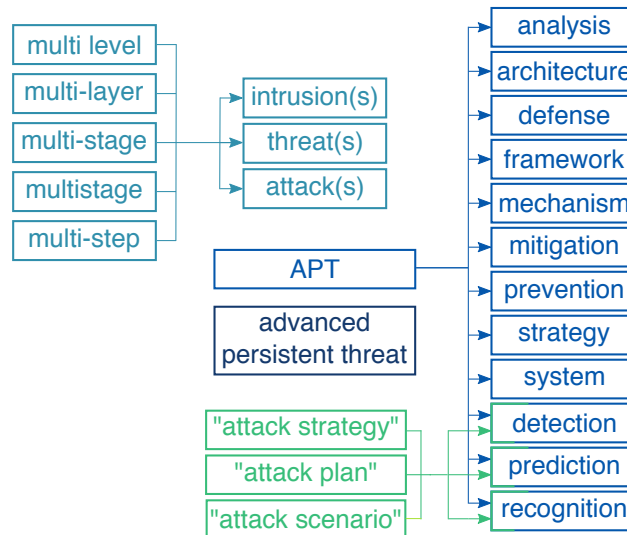 multi level
multi-layer
multi-stage
multistage
multi-step
intrusion(s)
threat(s)
attack(s)
APT
advanced
persistent threat
"attack strategy"
"attack plan"
"attack scenario"
analysis
architecture
defense
framework
mechanism
mitigation
prevention
strategy
system
detection
prediction
recognition